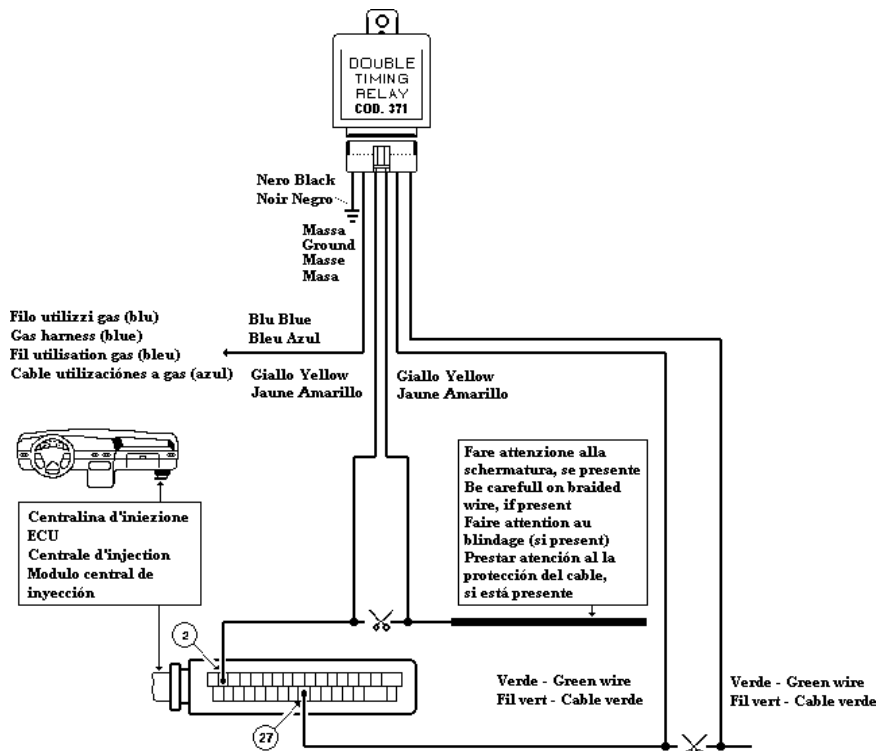 DOUBLE
TIMING
RELAY
COD. 371
Nero Black
Noir Negro
Massa
Ground
Masse
Masa
Filo utilizzi gas (blu)
Gas harness (blue)
Fil utilisation gas (bleu)
Cable utilizaciónes a gas (azul)
Blu Blue
Bleu Azul
Giallo Yellow
Jaune Amarillo
Giallo Yellow
Jaune Amarillo
Fare attenzione alla
schermatura, se presente
Be carefull on braided
wire, if present
Faire attention au
blindage (si present)
Prestar atención al la
protección del cable,
si está presente
Centralina d'iniezione
ECU
Centrale d'injection
Modulo central de
inyección
2
27
Verde - Green wire
Fil vert - Cable verde
Verde - Green wire
Fil vert - Cable verde